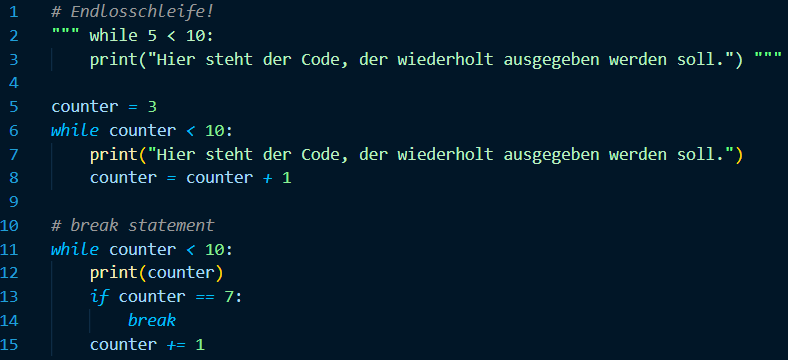 1 # Endlosschleife!
2 """ while 5 < 10:
3     print("Hier steht der Code, der wiederholt ausgegeben werden soll.") """
4
5 counter = 3
6 while counter < 10:
7     print("Hier steht der Code, der wiederholt ausgegeben werden soll.")
8     counter = counter + 1
9
10 # break statement
11 while counter < 10:
12     print(counter)
13     if counter == 7:
14         break
15     counter += 1